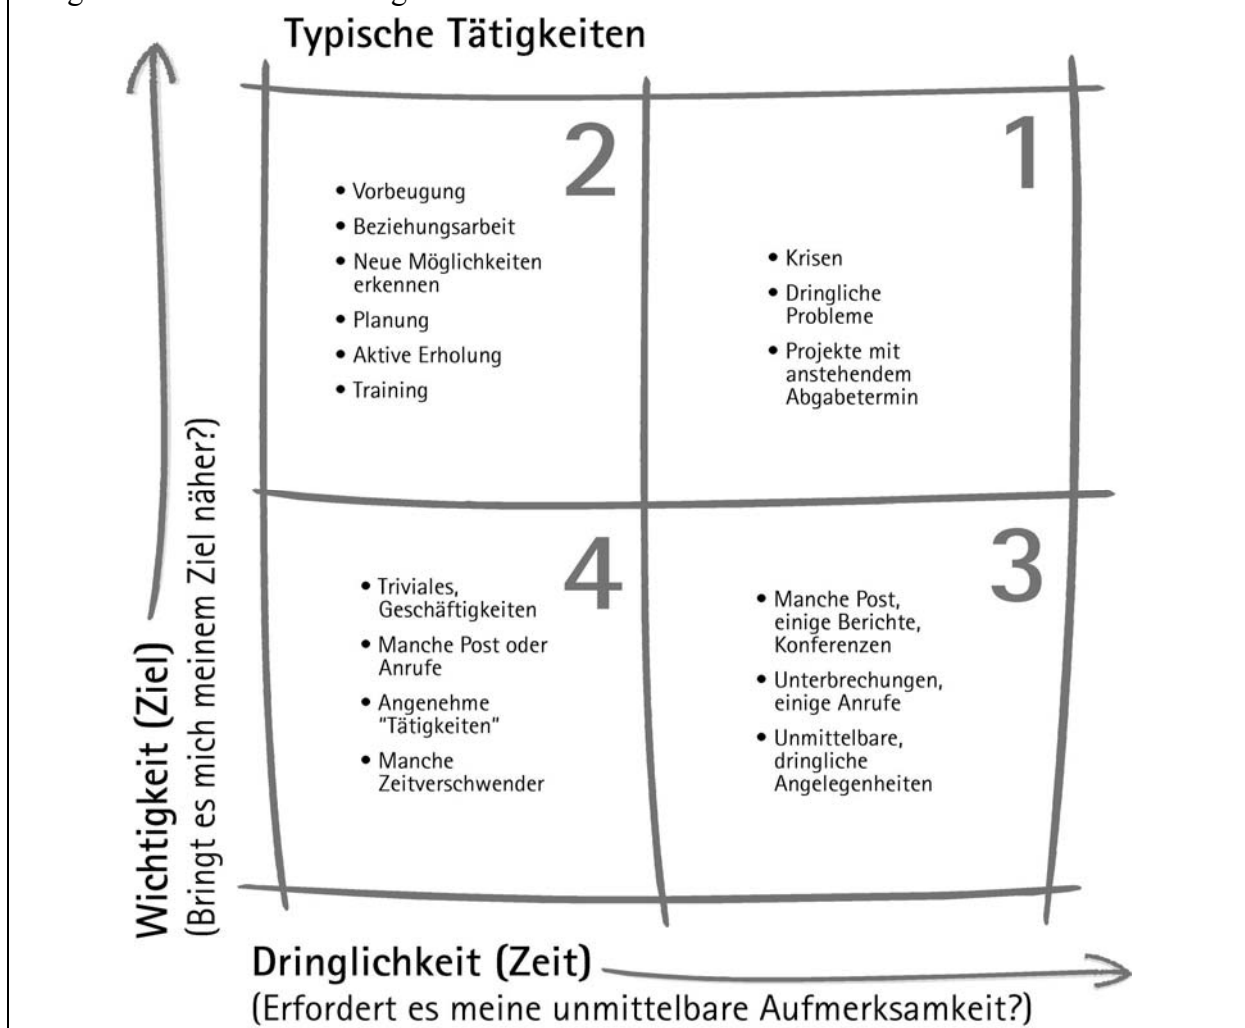 Typische Tätigkeiten
2
• Vorbeugung
• Beziehungsarbeit
• Neue Möglichkeiten
erkennen
• Planung
• Aktive Erholung
• Training
1
• Krisen
• Dringliche
Probleme
• Projekte mit
anstehendem
Abgabetermin
4
• Triviales,
Geschäftigkeiten
• Manche Post oder
Anrufe
• Angenehme
"Tätigkeiten"
• Manche
Zeitverschwender
3
• Manche Post,
einige Berichte,
Konferenzen
• Unterbrechungen,
einige Anrufe
• Unmittelbare,
dringliche
Angelegenheiten
Wichtigkeit (Ziel)
(Bringt es mich meinem Ziel näher?)
Dringlichkeit (Zeit)
(Erfordert es meine unmittelbare Aufmerksamkeit?)